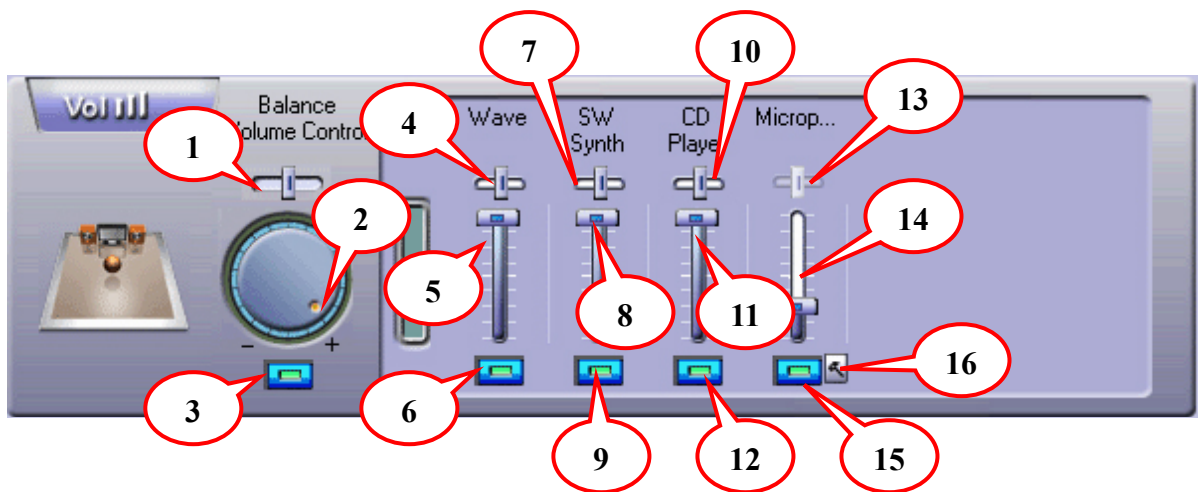 Vol
Balance
Volume Control
Wave
SW
Synth
CD
Playe
Microp...
1
2
3
4
5
6
7
8
9
10
11
12
13
14
15
16
- +